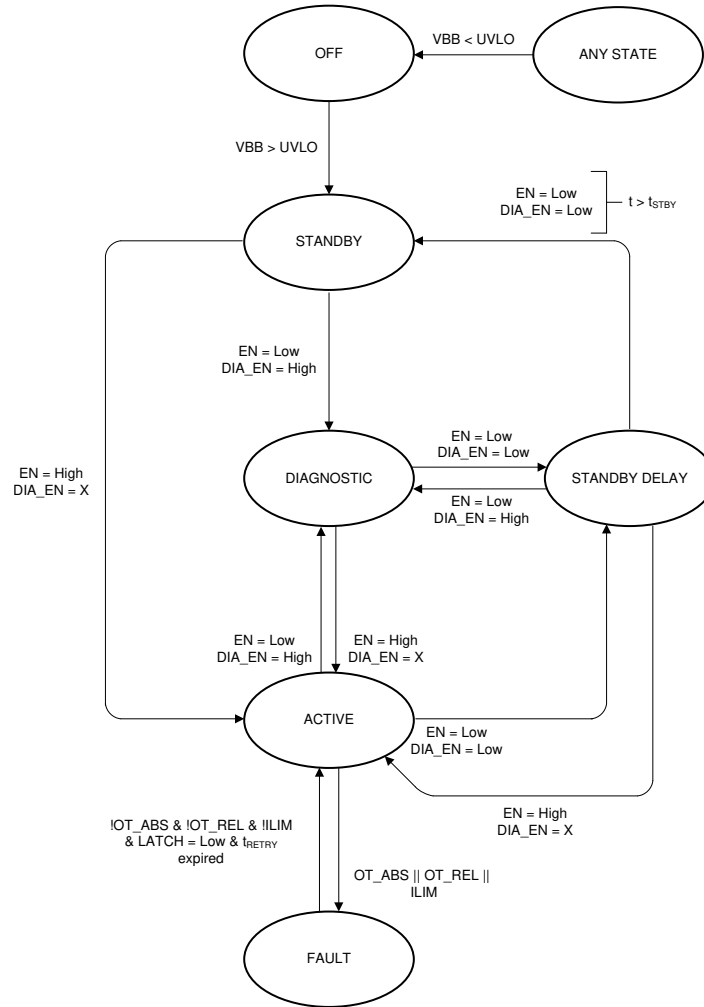 VBB < UVLO
OFF
ANY STATE
VBB > UVLO
EN = Low
DIA_EN = Low
t > tSTBY
STANDBY
EN = Low
DIA_EN = High
EN = Low
DIA_EN = Low
EN = High
DIA_EN = X
DIAGNOSTIC
STANDBY DELAY
EN = Low
DIA_EN = High
EN = Low
DIA_EN = High
EN = High
DIA_EN = X
ACTIVE
EN = Low
DIA_EN = Low
EN = High
DIA_EN = X
!OT_ABS & !OT_REL & !ILIM
& LATCH = Low & tRETRY
expired
OT_ABS || OT_REL ||
ILIM
FAULT